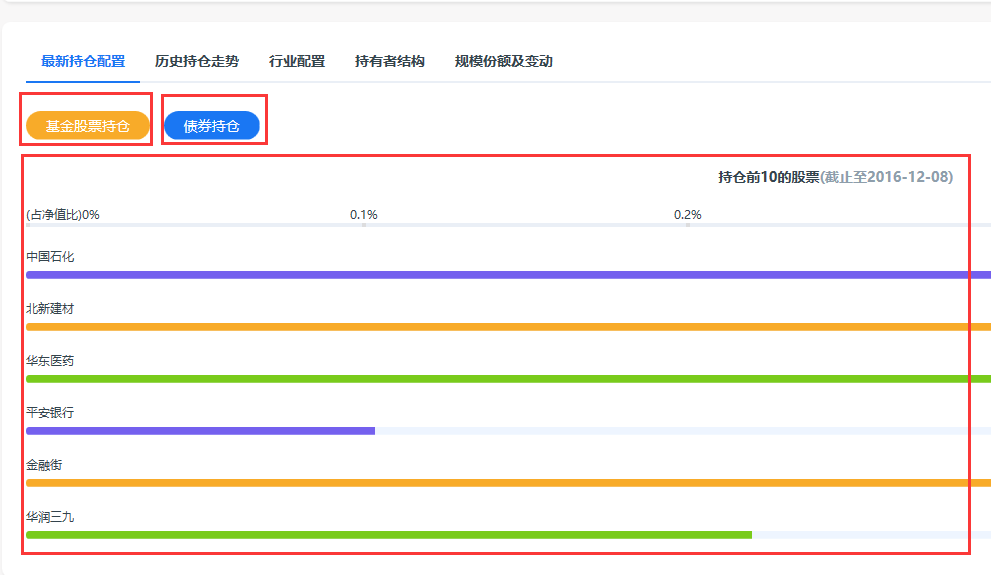 最新持仓配置 历史持仓走势 行业配置 持有者结构 规模份额及变动
基金股票持仓 债券持仓
持仓前10的股票(截止至2016-12-08)
(占净值比)0% 0.1% 0.2%
中国石化
北新建材
华东医药
平安银行
金融街
华润三九